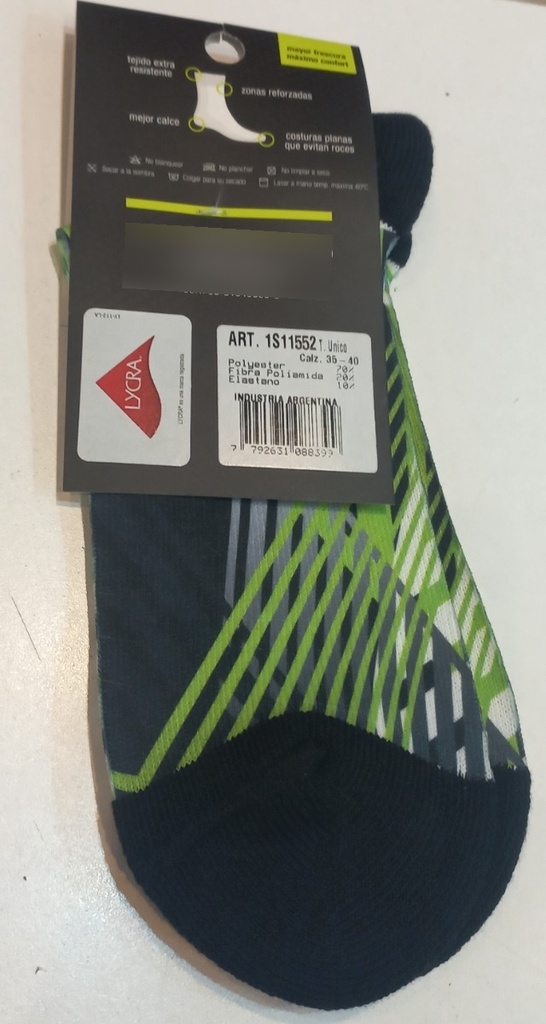 mayor frescura
máximo confort
tejido extra
resistente
zonas reforzadas
mejor calce
costuras planas
que evitan roces
No blanquear
No planchar
No limpiar a seco
Secar a la sombra
Colgar para su secado
Lavar a mano temp. máxima 40ºC
LYCRA
ART. 1S11552 T. Unico
Calz. 35 - 40
Polyester 70%
Fibra Poliamida 20%
Elastano 10%
INDUSTRIA ARGENTINA
7 792631 088399